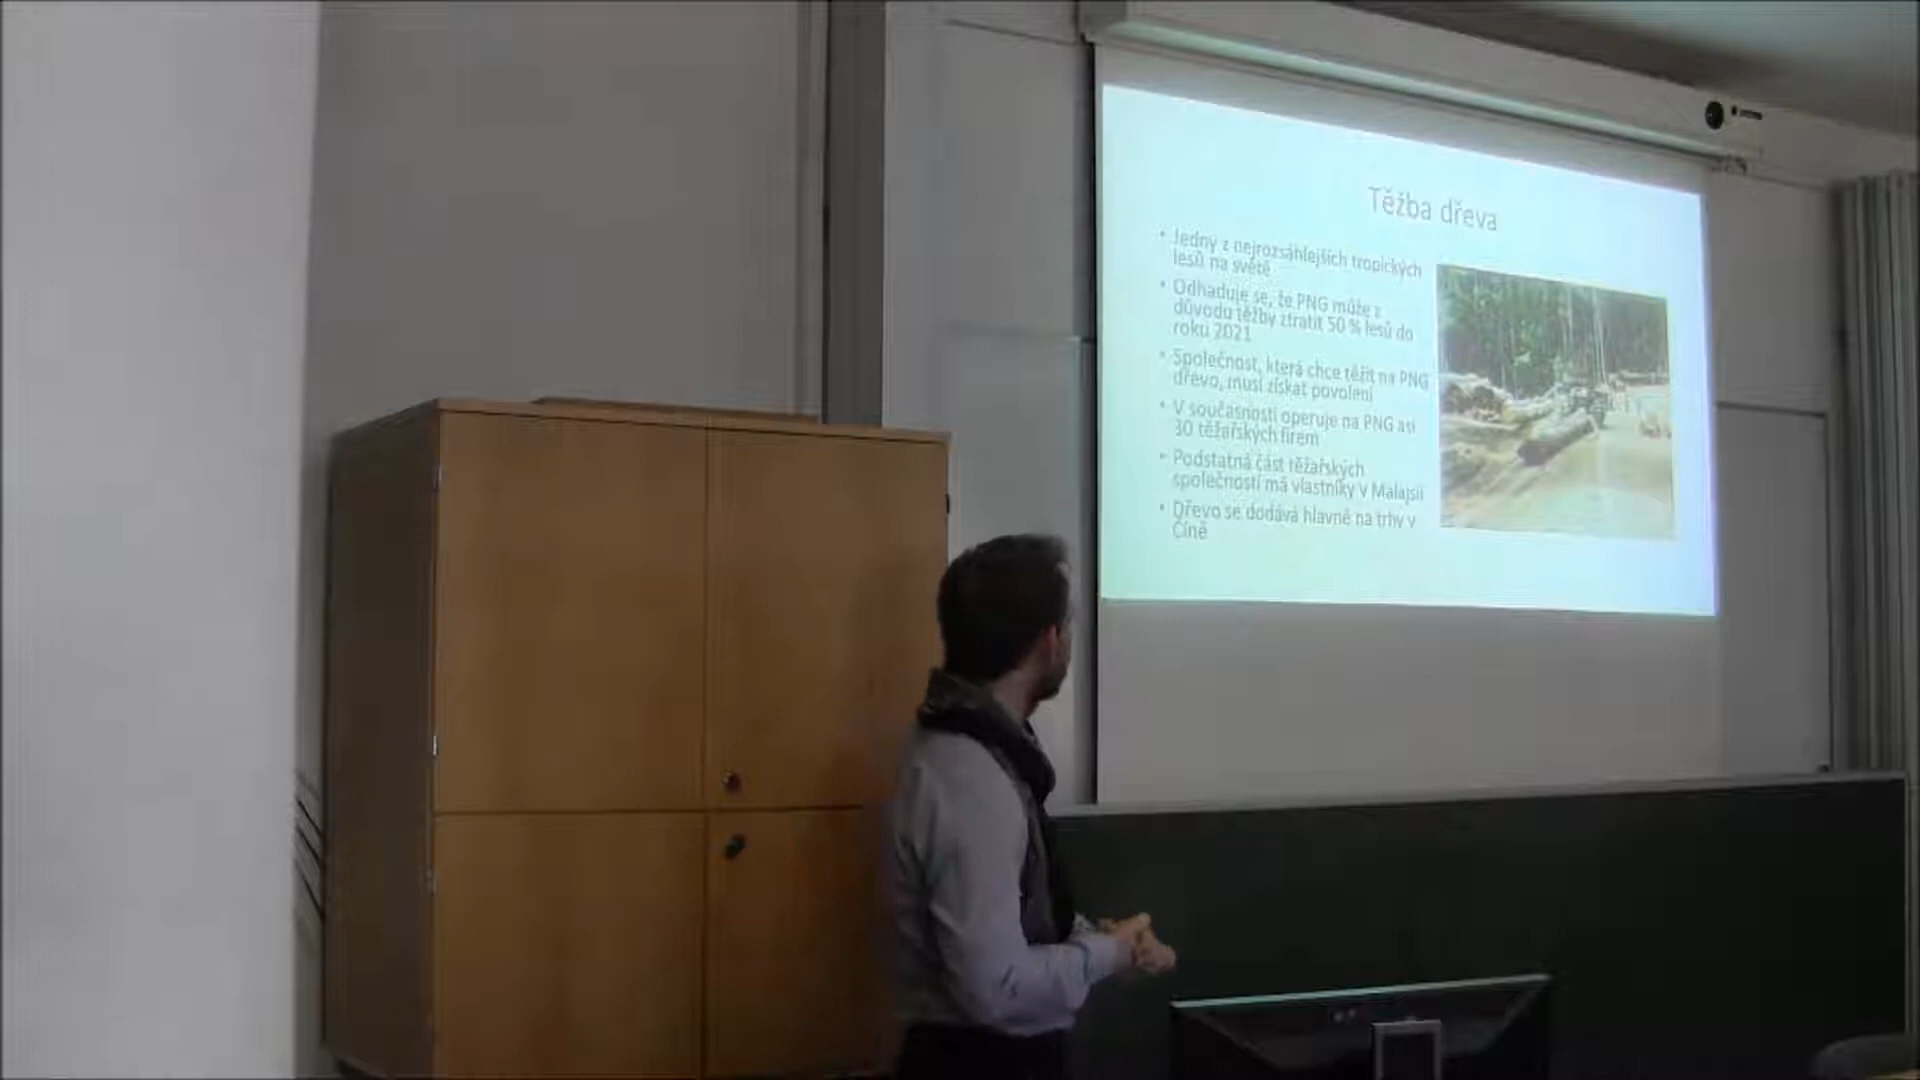 Těžba dřeva
• Jedny z nejrozsáhlejších tropických
lesů na světě
• Odhaduje se, že PNG může z
důvodu těžby ztratit 50 % lesů do
roku 2021
• Společnost, která chce těžit na PNG
dřevo, musí získat povolení
• V současnosti operuje na PNG asi
30 těžařských firem
• Podstatná část těžařských
společností má vlastníky v Malajsii
• Dřevo se dodává hlavně na trhy v
Číně